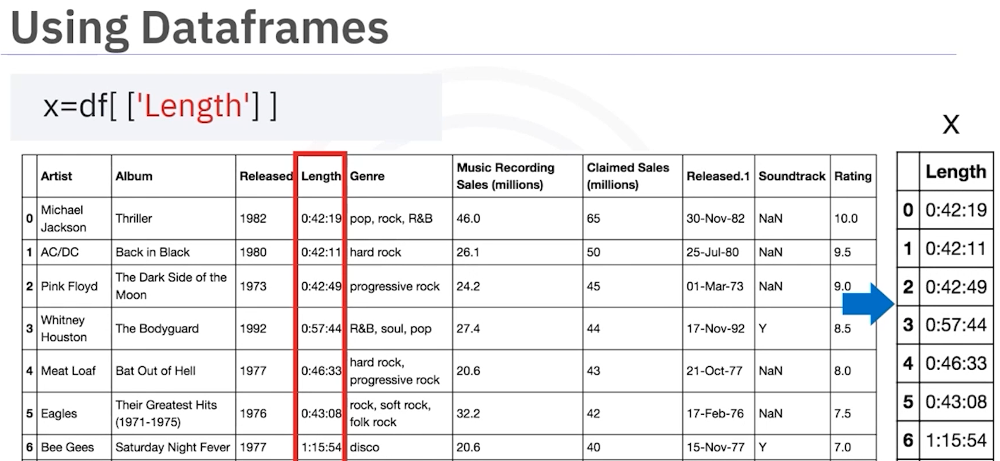 Using Dataframes
x=df[ ['Length'] ]
X
Artist Album Released Length Genre Music Recording Sales (millions) Claimed Sales (millions) Released.1 Soundtrack Rating
0 Michael Jackson Thriller 1982 0:42:19 pop, rock, R&B 46.0 65 30-Nov-82 NaN 10.0
1 AC/DC Back in Black 1980 0:42:11 hard rock 26.1 50 25-Jul-80 NaN 9.5
2 Pink Floyd The Dark Side of the Moon 1973 0:42:49 progressive rock 24.2 45 01-Mar-73 NaN 9.0
3 Whitney Houston The Bodyguard 1992 0:57:44 R&B, soul, pop 27.4 44 17-Nov-92 Y 8.5
4 Meat Loaf Bat Out of Hell 1977 0:46:33 hard rock, progressive rock 20.6 43 21-Oct-77 NaN 8.0
5 Eagles Their Greatest Hits (1971-1975) 1976 0:43:08 rock, soft rock, folk rock 32.2 42 17-Feb-76 NaN 7.5
6 Bee Gees Saturday Night Fever 1977 1:15:54 disco 20.6 40 15-Nov-77 Y 7.0
Length
0 0:42:19
1 0:42:11
2 0:42:49
3 0:57:44
4 0:46:33
5 0:43:08
6 1:15:54